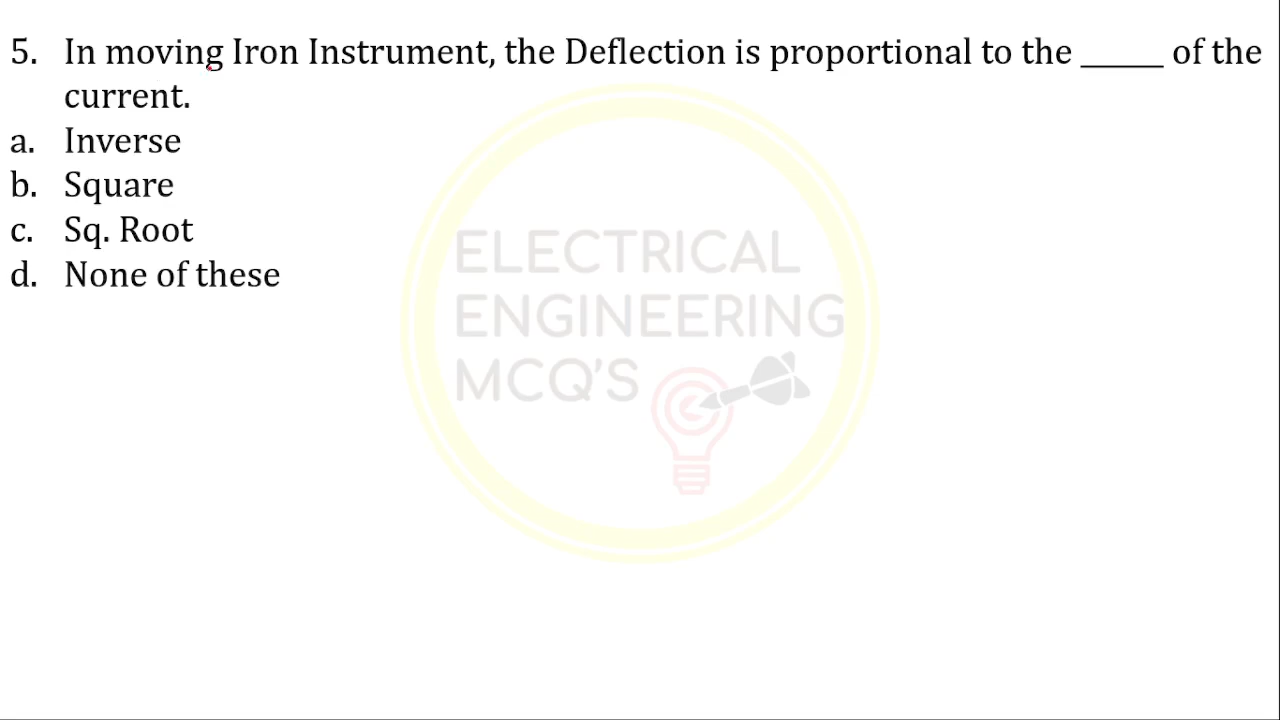 5. In moving Iron Instrument, the Deflection is proportional to the ______ of the
current.
a. Inverse
b. Square
c. Sq. Root
d. None of these
ELECTRICAL
ENGINEERING
MCQ'S